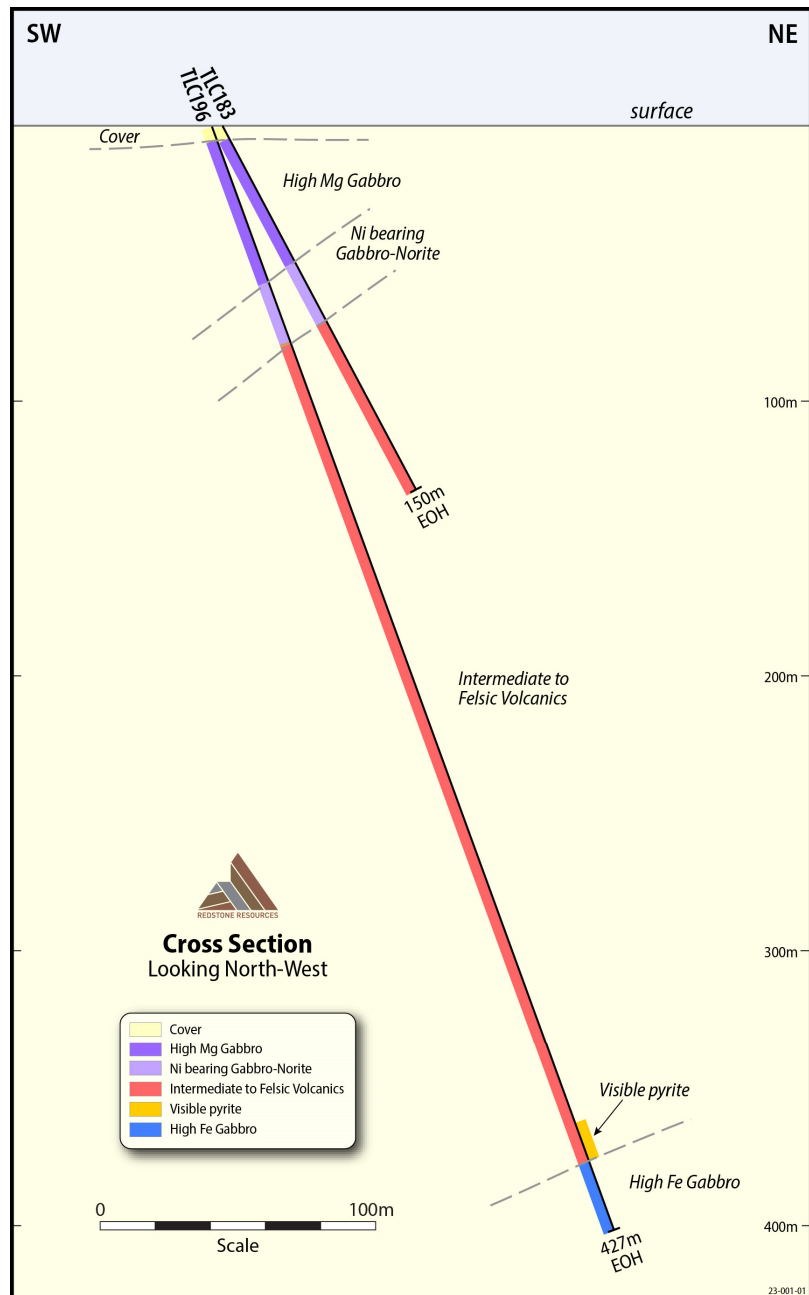 SW
NE
TLC196
TLC183
surface
Cover
High Mg Gabbro
Ni bearing
Gabbro-Norite
100m
150m
EOH
200m
Intermediate to
Felsic Volcanics
300m
REDSTONE RESOURCES
Cross Section
Looking North-West
Cover
High Mg Gabbro
Ni bearing Gabbro-Norite
Intermediate to Felsic Volcanics
Visible pyrite
High Fe Gabbro
Visible pyrite
High Fe Gabbro
0
100m
Scale
400m
427m
EOH
23-001-01